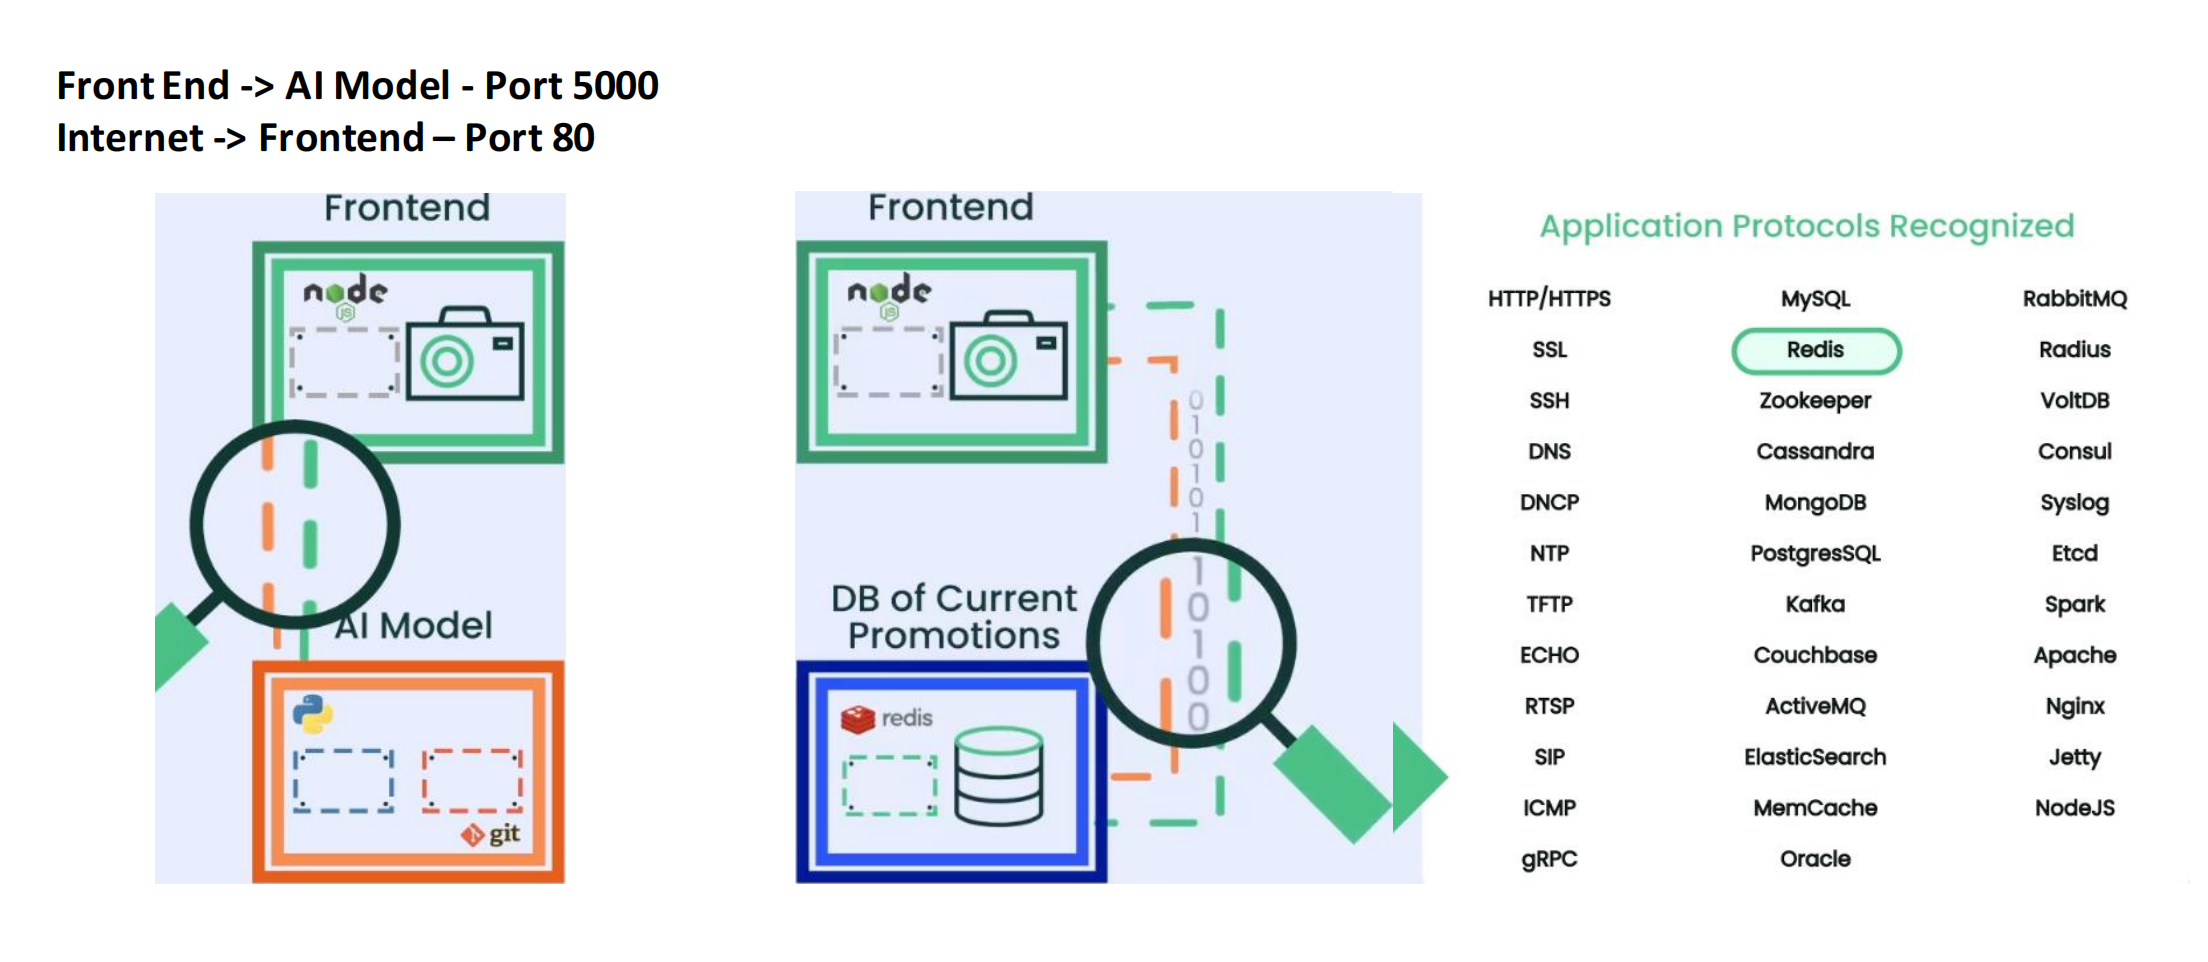 Front End -> AI Model - Port 5000
Internet -> Frontend – Port 80
Frontend
node
JS
AI Model
git
Frontend
node
JS
0
1
0
1
0
1
1
0
1
0
0
DB of Current
Promotions
redis
Application Protocols Recognized
HTTP/HTTPS MySQL RabbitMQ
SSL Redis Radius
SSH Zookeeper VoltDB
DNS Cassandra Consul
DNCP MongoDB Syslog
NTP PostgresSQL Etcd
TFTP Kafka Spark
ECHO Couchbase Apache
RTSP ActiveMQ Nginx
SIP ElasticSearch Jetty
ICMP MemCache NodeJS
gRPC Oracle